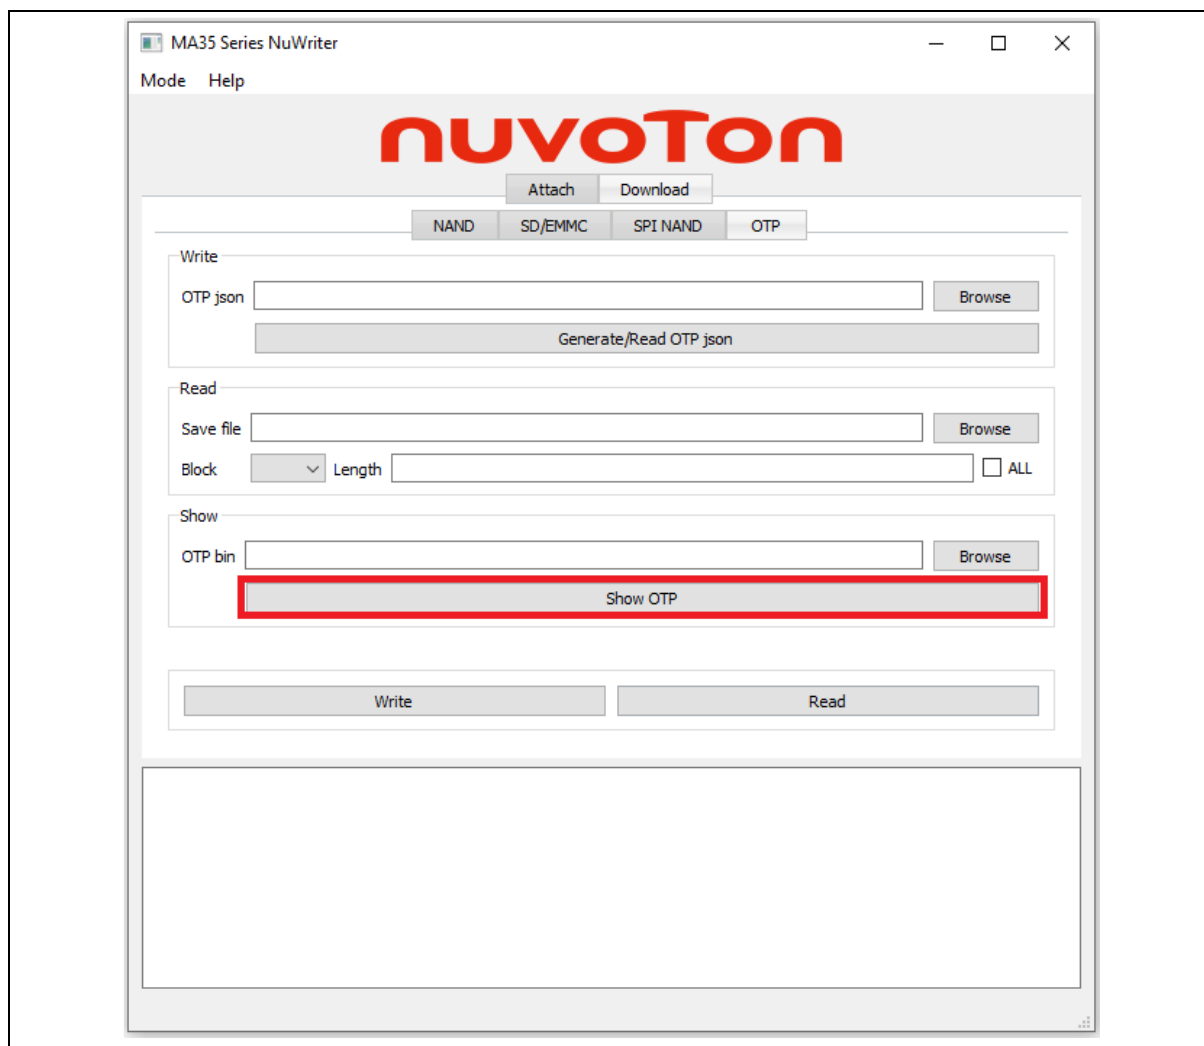 MA35 Series NuWriter
Mode Help
nuvoTon
Attach Download
NAND SD/EMMC SPI NAND OTP
Write
OTP json Browse
Generate/Read OTP json
Read
Save file Browse
Block Length ALL
Show
OTP bin Browse
Show OTP
Write Read